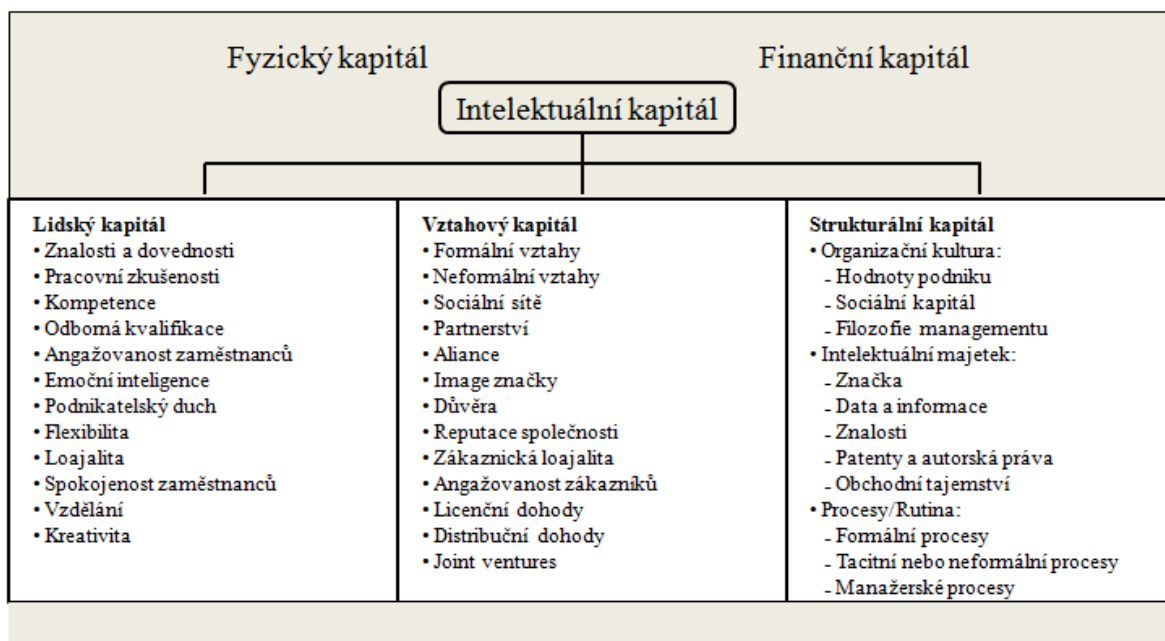 Fyzický kapitál
Finanční kapitál
Intelektuální kapitál
Lidský kapitál
• Znalosti a dovednosti
• Pracovní zkušenosti
• Kompetence
• Odborná kvalifikace
• Angažovanost zaměstnanců
• Emoční inteligence
• Podnikatelský duch
• Flexibilita
• Loajalita
• Spokojenost zaměstnanců
• Vzdělání
• Kreativita
Vztahový kapitál
• Formální vztahy
• Neformální vztahy
• Sociální sítě
• Partnerství
• Aliance
• Image značky
• Důvěra
• Reputace společnosti
• Zákaznická loajalita
• Angažovanost zákazníků
• Licenční dohody
• Distribuční dohody
• Joint ventures
Strukturální kapitál
• Organizační kultura:
- Hodnoty podniku
- Sociální kapitál
- Filozofie managementu
• Intelektuální majetek:
- Značka
- Data a informace
- Znalosti
- Patenty a autorská práva
- Obchodní tajemství
• Procesy/Rutina:
- Formální procesy
- Tacitní nebo neformální procesy
- Manažerské procesy